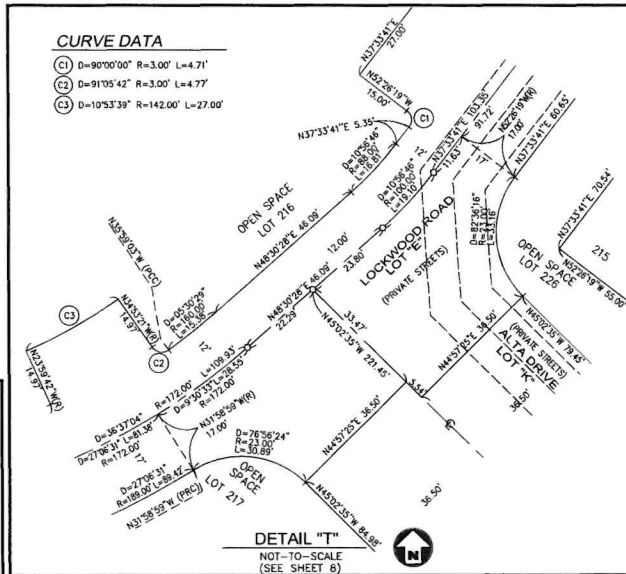 CURVE DATA
C1 D=90°00'00" R=3.00' L=4.71'
C2 D=91°05'42" R=3.00' L=4.77'
C3 D=10°53'39" R=142.00' L=27.00'
N37°33'41"E
27.00'
N52°26'19"W
15.00'
C1
N37°33'41"E 5.35'
D=10°56'46"
R=88.00'
L=16.81'
12'
N37°33'41"E 103.35'
11.63'
91.72'
N52°26'19"W(R)
17.00'
17'
N37°33'41"E 60.65'
D=10°56'46"
R=100.00'
L=19.10'
OPEN SPACE
LOT 216
N48°30'28"E 46.09'
12.00'
23.80'
N48°30'28"E 46.09'
22.29'
LOCKWOOD ROAD
LOT "E"
(PRIVATE STREETS)
D=82°36'16"
R=23.00'
L=33.16'
N37°33'41"E 70.54'
215
N52°26'19"W 55.00'
OPEN SPACE
LOT 226
N35°59'03"W (PCC)
C3
N34°53'21"W(R)
14.97
D=05°30'29"
R=160.00'
L=15.38'
C2
12'
N23°59'42"W(R)
14.97
33.47'
N45°02'35"W 221.45'
N44°57'25"E 36.50'
N45°02'35"W 79.45'
(PRIVATE STREETS)
ALTA DRIVE
LOT "K"
36.50'
5.54'
N44°57'25"E 36.50'
36.50'
D=36°37'04"
R=172.00'
L=109.93'
D=9°30'33"
L=28.55'
R=172.00'
D=27°06'31" L=81.38'
R=172.00'
17'
N31°58'59"W(R)
17.00'
D=76°56'24"
R=23.00'
L=30.89'
D=27°06'31"
R=189.00' L=89.42'
N31°58'59"W (PRC)
OPEN
SPACE
LOT 217
N45°02'35"W 84.98'
DETAIL "T"
NOT-TO-SCALE
(SEE SHEET 8)
N